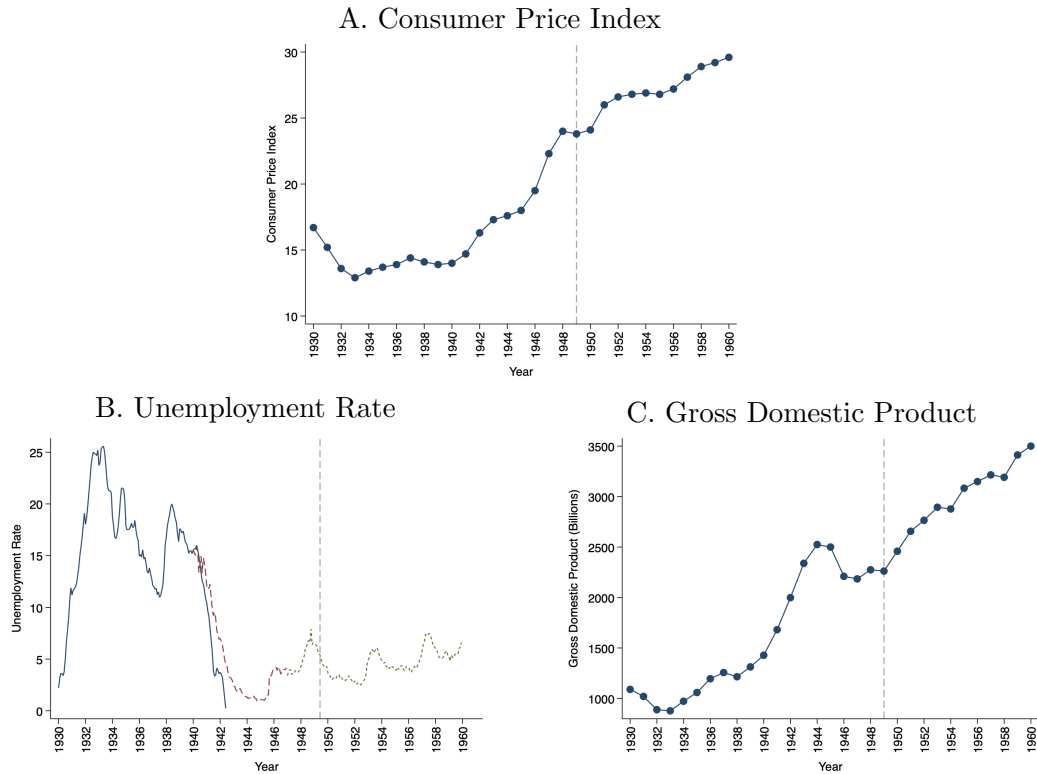 A. Consumer Price Index
Consumer Price Index
30
25
20
15
10
1930 1932 1934 1936 1938 1940 1942 1944 1946 1948 1950 1952 1954 1956 1958 1960
Year
B. Unemployment Rate
Unemployment Rate
25
20
15
10
5
0
1930 1932 1934 1936 1938 1940 1942 1944 1946 1948 1950 1952 1954 1956 1958 1960
Year
C. Gross Domestic Product
Gross Domestic Product (Billions)
3500
3000
2500
2000
1500
1000
1930 1932 1934 1936 1938 1940 1942 1944 1946 1948 1950 1952 1954 1956 1958 1960
Year